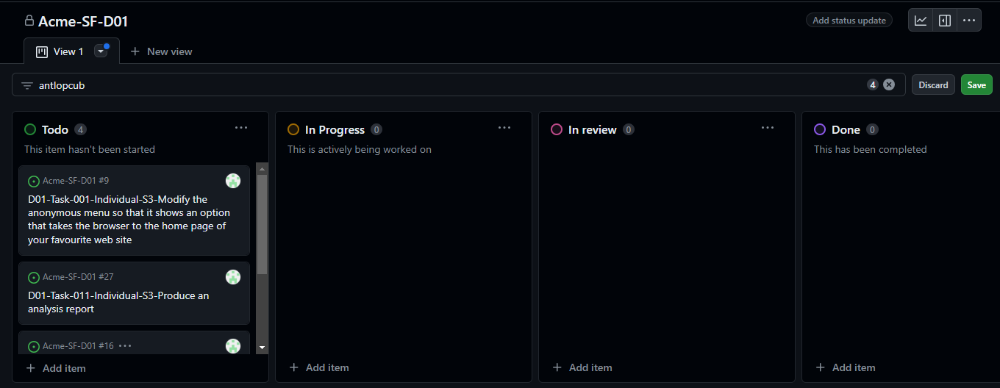 Acme-SF-D01
Add status update
View 1
New view
antlopcub
4
Discard
Save
Todo 4
This item hasn't been started
Acme-SF-D01 #9
D01-Task-001-Individual-S3-Modify the
anonymous menu so that it shows an option
that takes the browser to the home page of
your favourite web site
Acme-SF-D01 #27
D01-Task-011-Individual-S3-Produce an
analysis report
Acme-SF-D01 #16
Add item
In Progress 0
This is actively being worked on
Add item
In review 0
Add item
Done 0
This has been completed
Add item